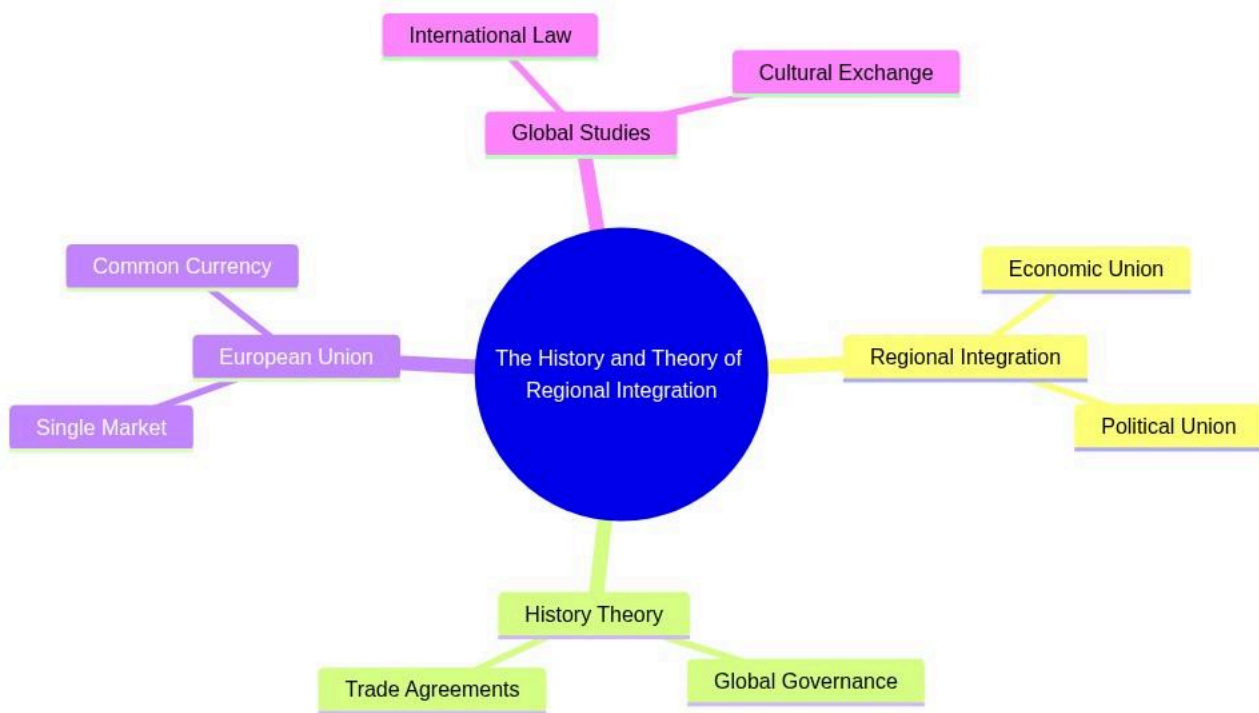 International Law
Cultural Exchange
Global Studies
Common Currency
Economic Union
European Union
The History and Theory of
Regional Integration
Regional Integration
Single Market
Political Union
History Theory
Trade Agreements
Global Governance